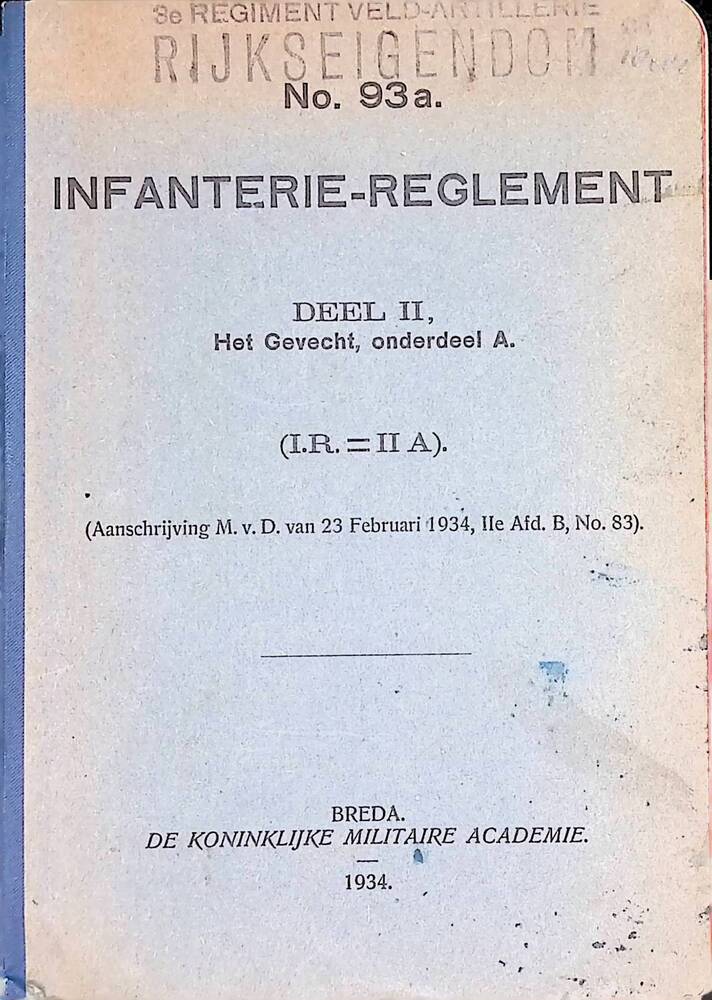 3e REGIMENT VELD-ARTILLERIE
RIJKSEIGENDOM
No. 93a.
INFANTERIE-REGLEMENT
DEEL II,
Het Gevecht, onderdeel A.
(I.R. = II A).
(Aanschrijving M. v. D. van 23 Februari 1934, IIe Afd. B, No. 83).
BREDA.
DE KONINKLIJKE MILITAIRE ACADEMIE.
1934.